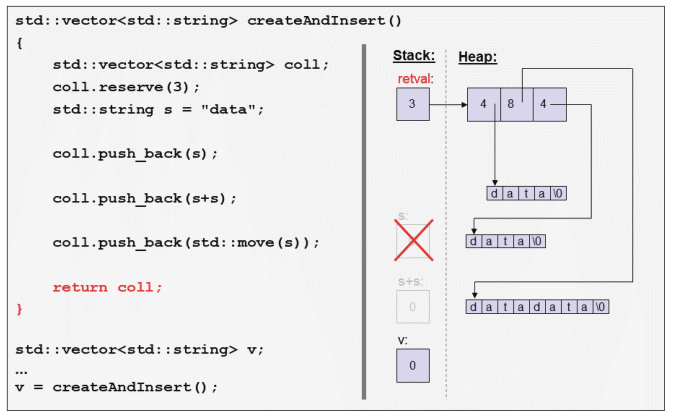 std::vector<std::string> createAndInsert()
{
std::vector<std::string> coll;
coll.reserve(3);
std::string s = "data";
coll.push_back(s);
coll.push_back(s+s);
coll.push_back(std::move(s));
return coll;
}
std::vector<std::string> v;
...
v = createAndInsert();
Stack:
Heap:
retval:
3
4 8 4
d a t a \0
s:
d a t a \0
s+s:
0
d a t a d a t a \0
v:
0